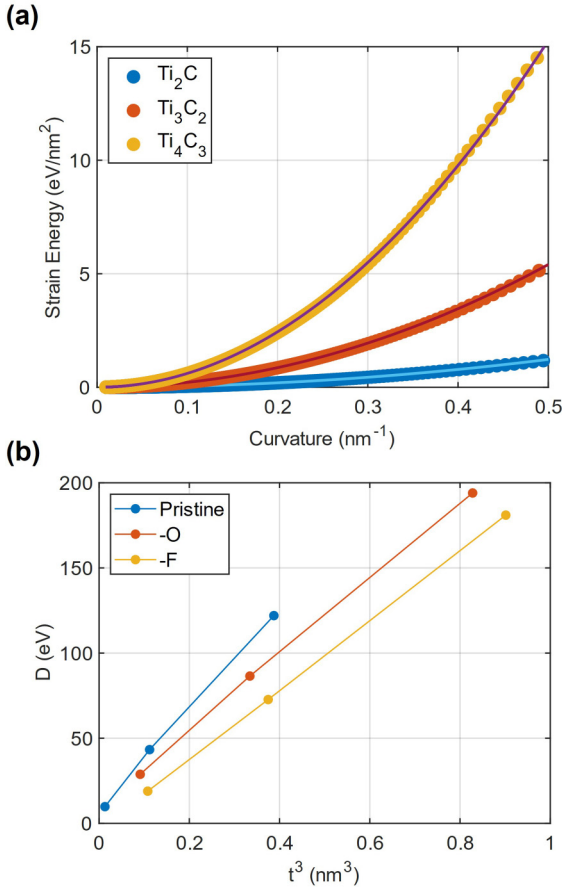 (a)
15
10
5
0
Strain Energy (eV/nm²)
Ti₂C
Ti₃C₂
Ti₄C₃
0 0.1 0.2 0.3 0.4 0.5
Curvature (nm⁻¹)
(b)
200
150
100
50
0
D (eV)
Pristine
-O
-F
0 0.2 0.4 0.6 0.8 1
t³ (nm³)